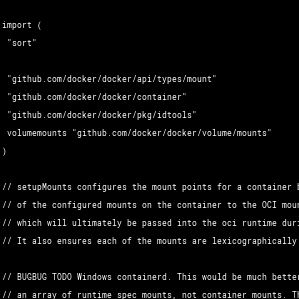 import (
"sort"
"github.com/docker/docker/api/types/mount"
"github.com/docker/docker/container"
"github.com/docker/docker/pkg/idtools"
volumemounts "github.com/docker/docker/volume/mounts"
)
// setupMounts configures the mount points for a container
// of the configured mounts on the container to the OCI
// which will ultimately be passed into the oci runtime
// It also ensures each of the mounts are lexicographically
// BUGBUG TODO Windows containerd. This would be much better
// an array of runtime spec mounts, not container mounts.